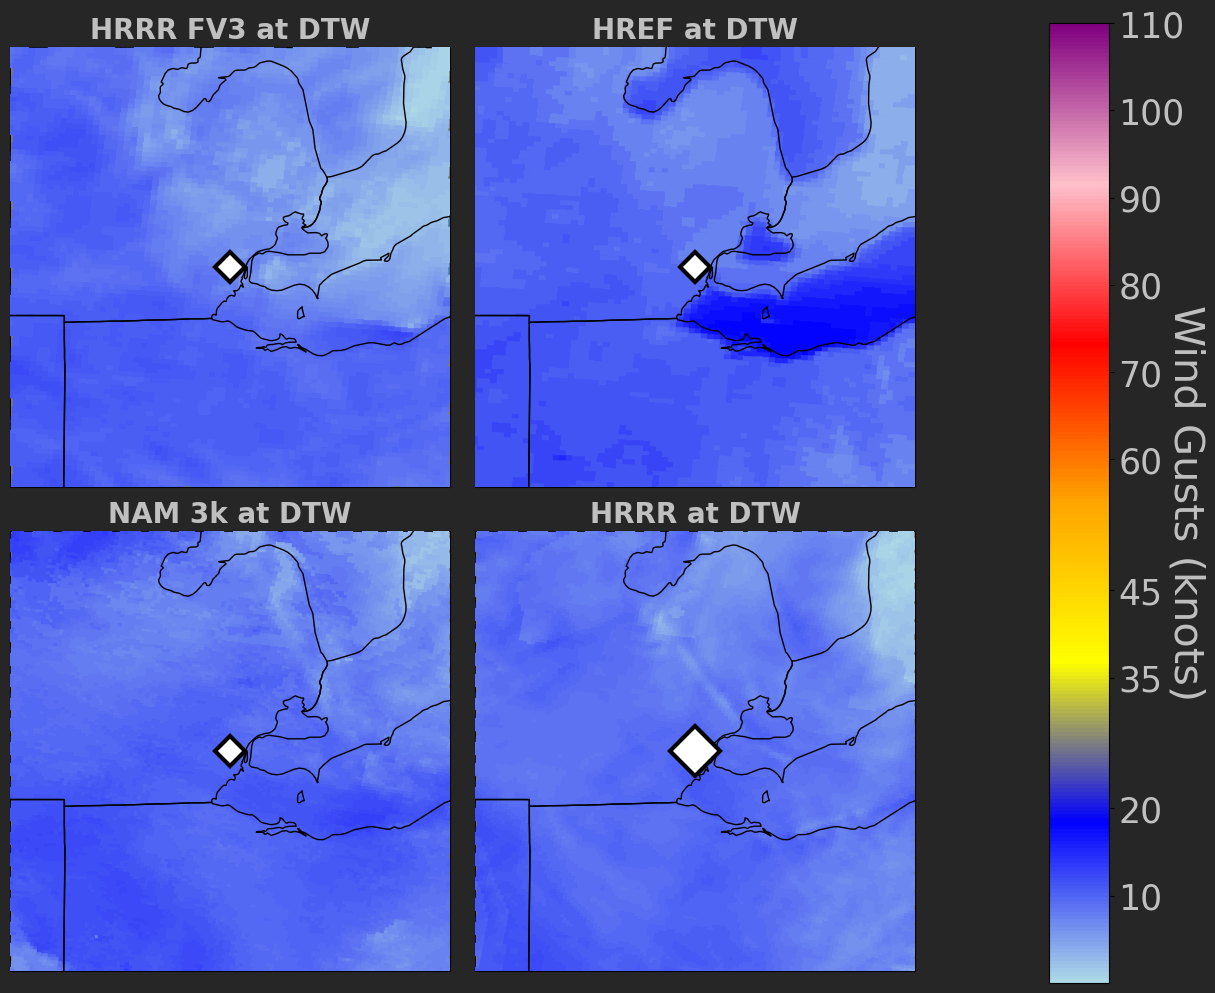 HRRR FV3 at DTW
HREF at DTW
NAM 3k at DTW
HRRR at DTW
110
100
90
80
70
60
45
35
20
10
Wind Gusts (knots)